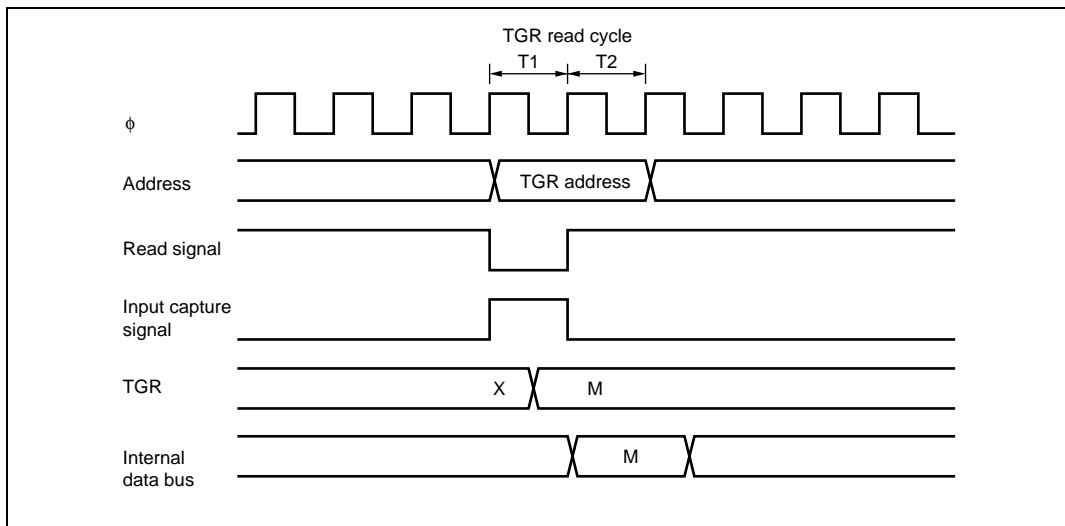 TGR read cycle
T1 T2
φ
Address
TGR address
Read signal
Input capture
signal
TGR
X
M
Internal
data bus
M